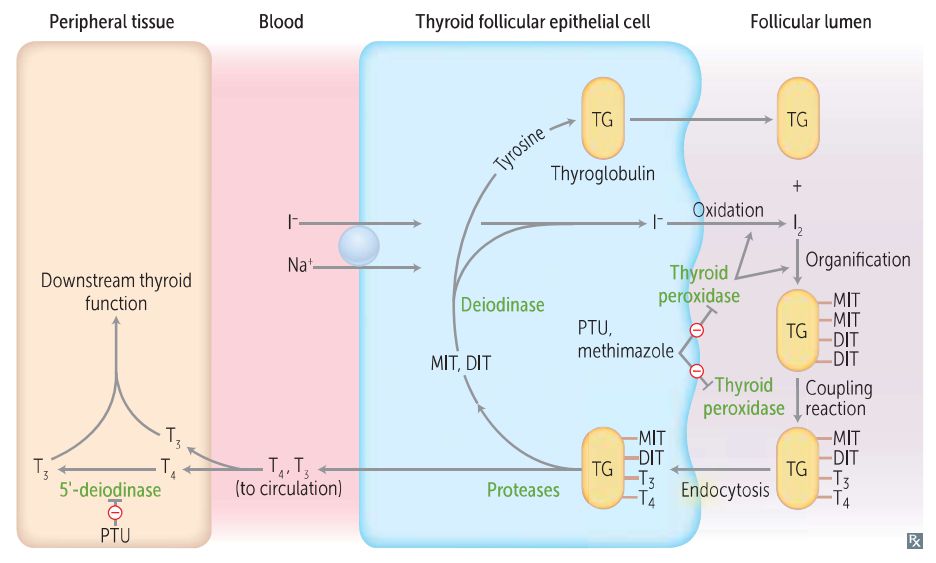 Peripheral tissue
Blood
Thyroid follicular epithelial cell
Follicular lumen
TG
TG
Tyrosine
Thyroglobulin
+
I⁻
I⁻
Oxidation
I₂
Na⁺
Organification
Downstream thyroid
function
Deiodinase
Thyroid
peroxidase
PTU,
methimazole
TG
MIT
MIT
DIT
DIT
MIT, DIT
Thyroid
peroxidase
Coupling
reaction
T₃
T₃
T₄
5'-deiodinase
PTU
T₄, T₃
(to circulation)
Proteases
TG
MIT
DIT
T₃
T₄
Endocytosis
TG
MIT
DIT
T₃
T₄
Rx